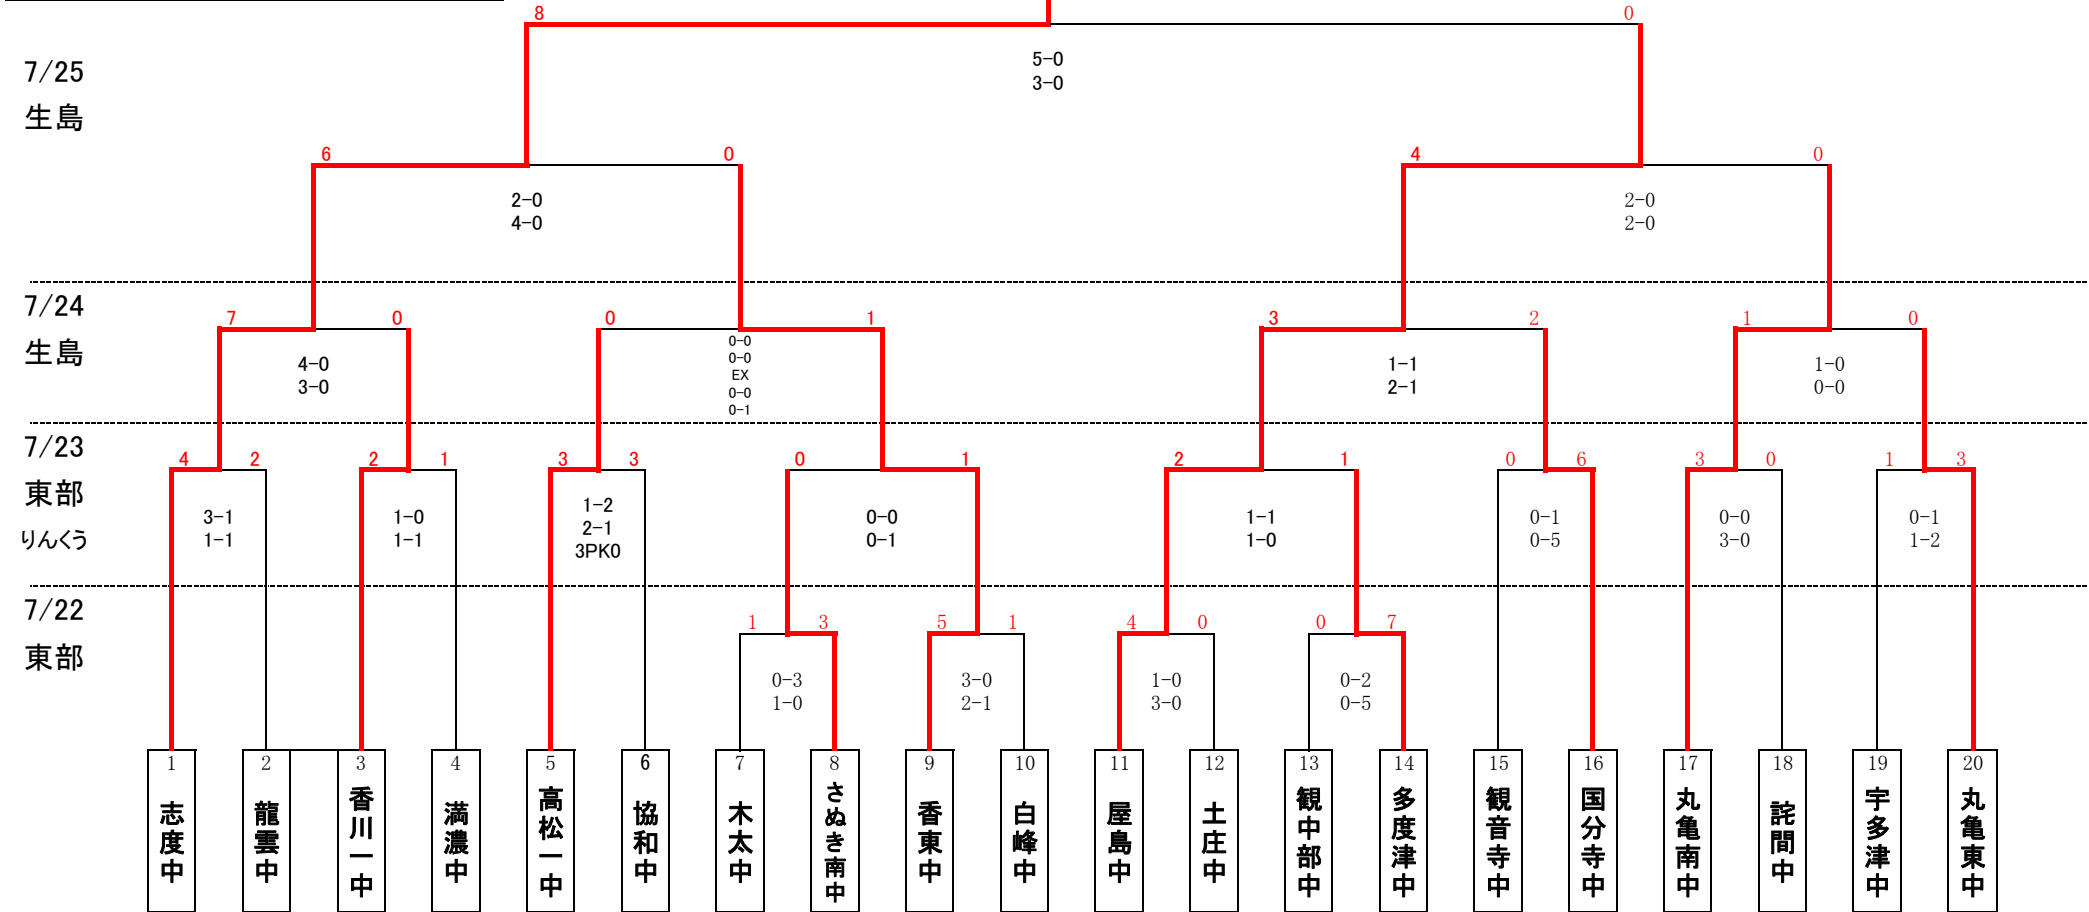 8 0
5-0
3-0
7/25
生島
6 0 4 0
2-0 2-0
4-0 2-0
7/24
生島
7 0 0 1 3 2 1 0
4-0
3-0
0-0
0-0
EX
0-0
0-1
1-1
2-1
1-0
0-0
7/23
東部
りんくう
4 2 2 1 3 3 0 1 2 1 0 6 3 0 1 3
3-1
1-1
1-0
1-1
1-2
2-1
3PK0
0-0
0-1
1-1
1-0
0-1
0-5
0-0
3-0
0-1
1-2
7/22
東部
1 3 5 1 4 0 0 7
0-3
1-0
3-0
2-1
1-0
3-0
0-2
0-5
1
志度中
2
龍雲中
3
香川一中
4
満濃中
5
高松一中
6
協和中
7
木太中
8
さぬき南中
9
香東中
10
白峰中
11
屋島中
12
土庄中
13
観中部中
14
多度津中
15
観音寺中
16
国分寺中
17
丸亀南中
18
詫間中
19
宇多津中
20
丸亀東中